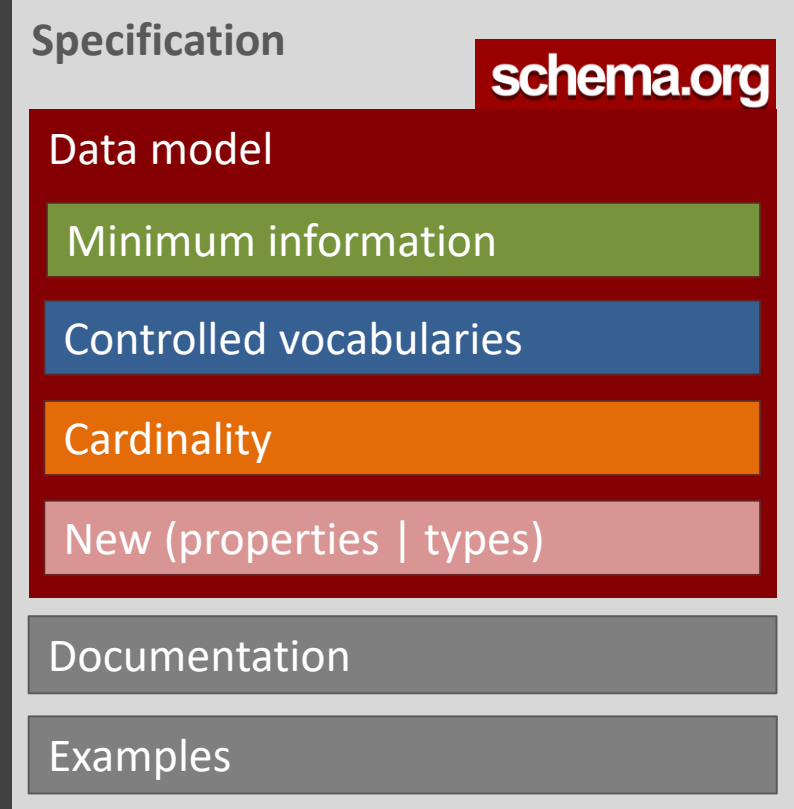 Specification
schema.org
Data model
Minimum information
Controlled vocabularies
Cardinality
New (properties | types)
Documentation
Examples